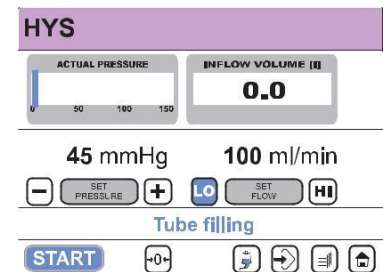 HYS
ACTUAL PRESSURE
INFLOW VOLUME [l]
0.0
0 50 100 150
45 mmHg 100 ml/min
− SET PRESSURE + LO SET FLOW HI
Tube filling
START →0←